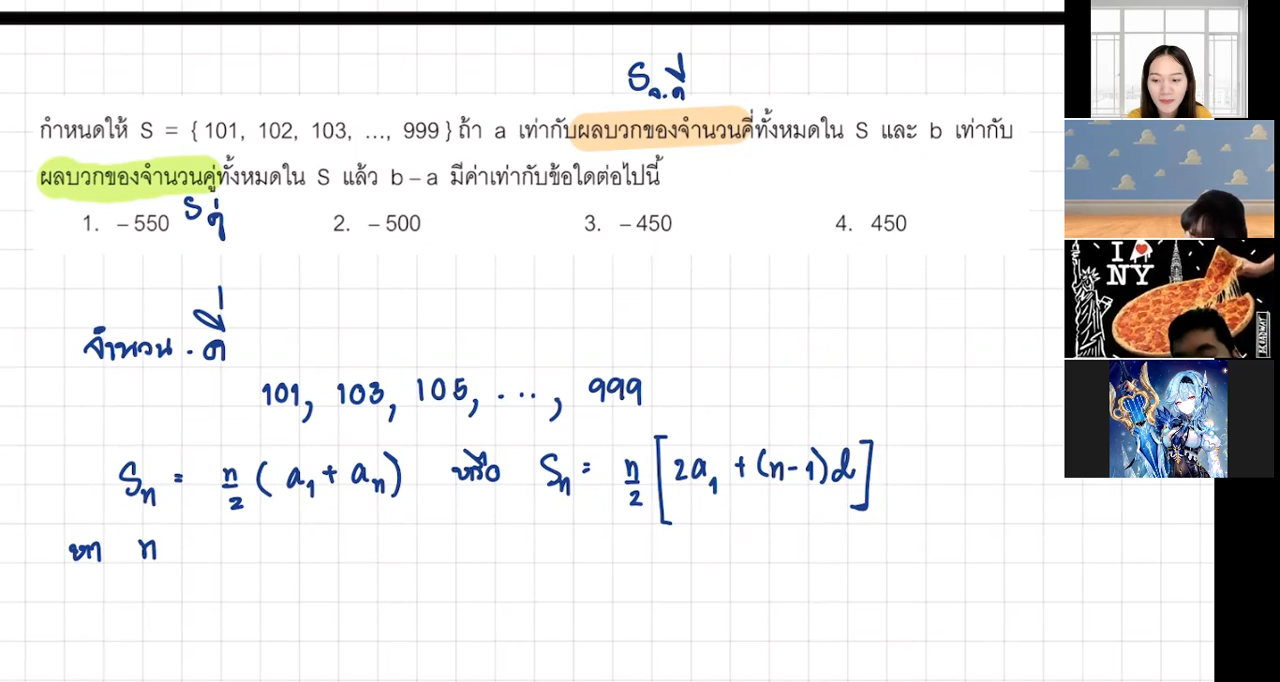 S จ.คี่
กำหนดให้ S = { 101, 102, 103, ..., 999 } ถ้า a เท่ากับผลบวกของจำนวนคี่ทั้งหมดใน S และ b เท่ากับ
ผลบวกของจำนวนคู่ทั้งหมดใน S แล้ว b – a มีค่าเท่ากับข้อใดต่อไปนี้
S คู่
1. – 550 2. – 500 3. – 450 4. 450
จำนวน . คี่
101, 103, 105, ..., 999
Sn = n/2 ( a1 + an ) หรือ Sn = n/2 [ 2a1 + (n-1)d ]
หา n
I ♥
NY
BROADWAY